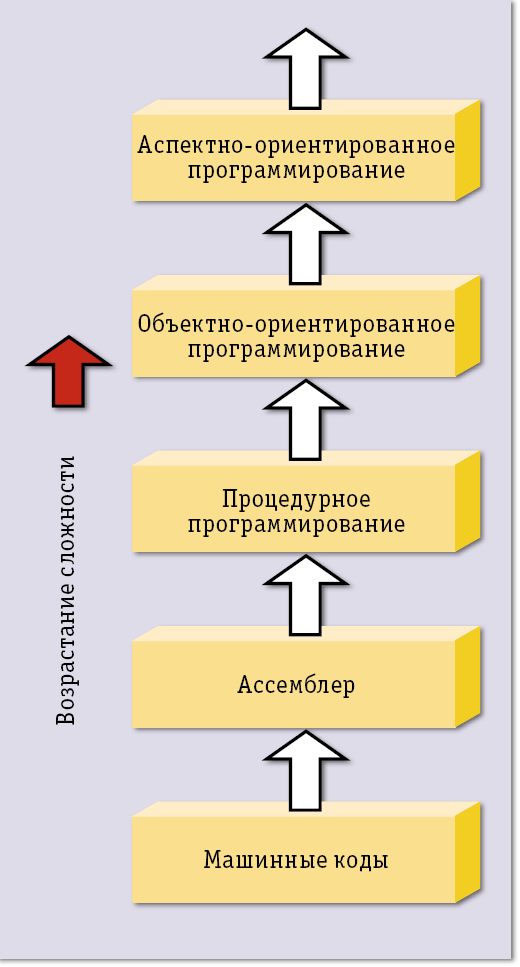 Аспектно-ориентированное
программирование
Объектно-ориентированное
программирование
Процедурное
программирование
Ассемблер
Машинные коды
Возрастание сложности